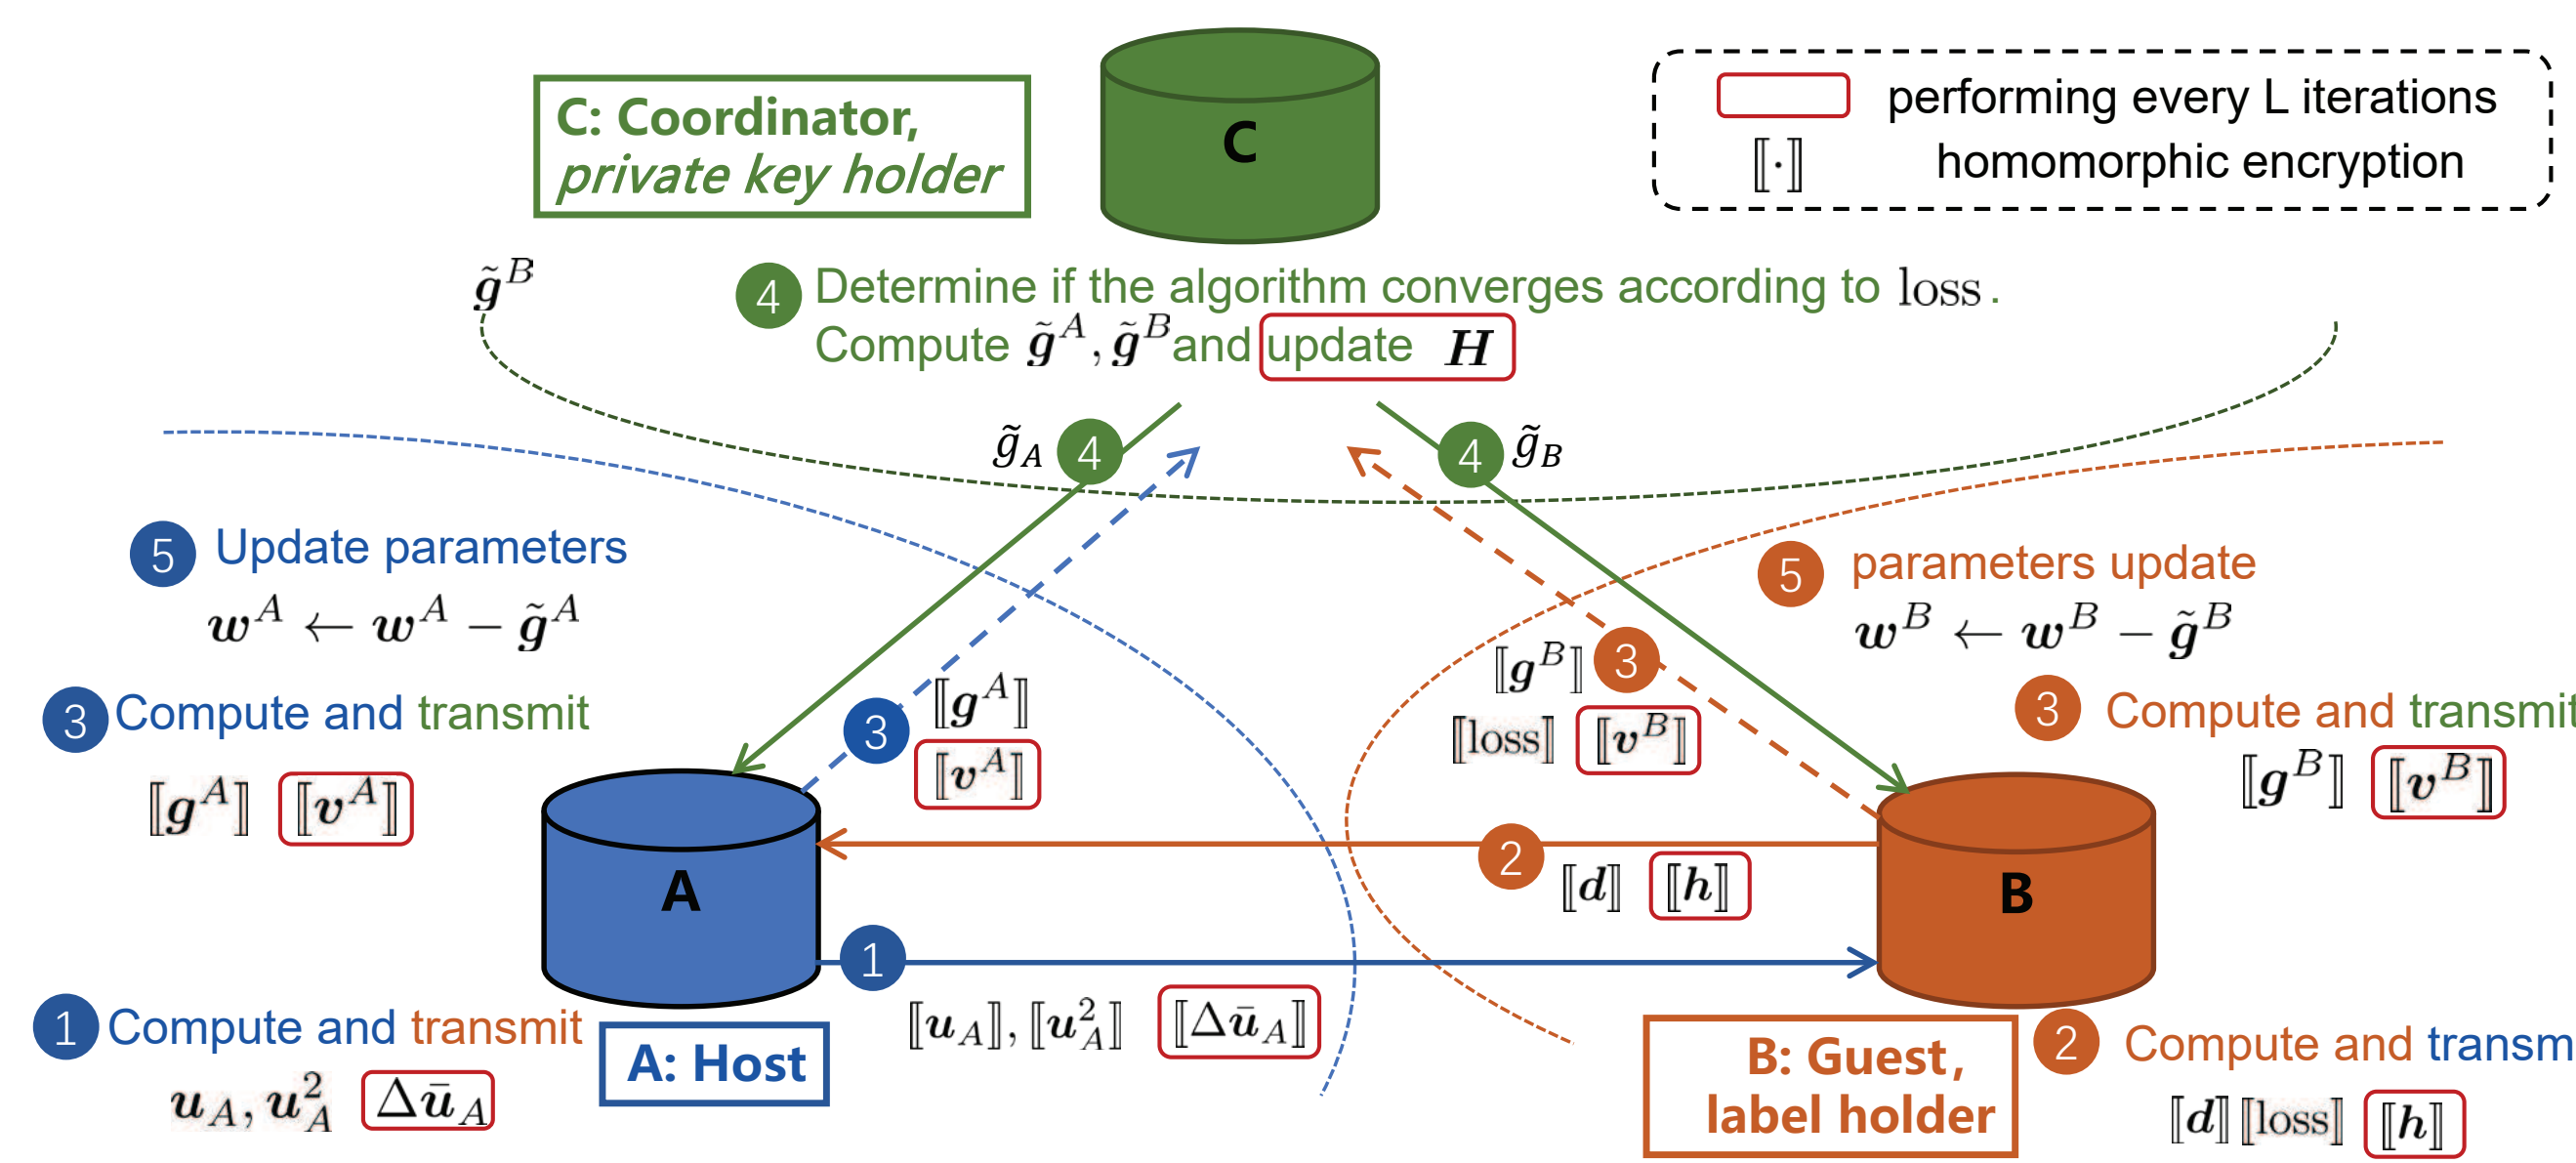 C
C: Coordinator,
private key holder
performing every L iterations
⟦·⟧ homomorphic encryption
g̃^B
4 Determine if the algorithm converges according to loss.
Compute g̃^A, g̃^B and update H
g̃_A 4
4 g̃_B
5 Update parameters
w^A ← w^A − g̃^A
5 parameters update
w^B ← w^B − g̃^B
3 Compute and transmit
⟦g^A⟧ ⟦v^A⟧
3 ⟦g^A⟧
⟦v^A⟧
⟦g^B⟧ 3
⟦loss⟧ ⟦v^B⟧
3 Compute and transmit
⟦g^B⟧ ⟦v^B⟧
A
2
⟦d⟧ ⟦h⟧
B
1
⟦u_A⟧, ⟦u_A^2⟧ ⟦Δū_A⟧
1 Compute and transmit
u_A, u_A^2 Δū_A
A: Host
B: Guest,
label holder
2 Compute and transm
⟦d⟧ ⟦loss⟧ ⟦h⟧